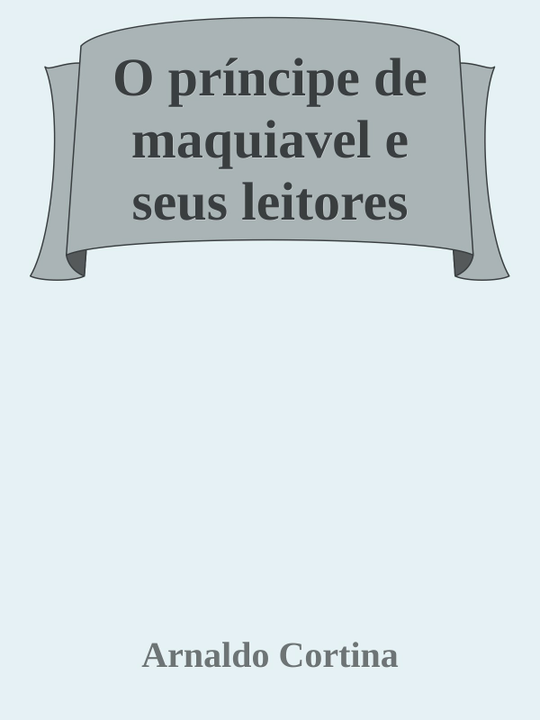 O príncipe de
maquiavel e
seus leitores
Arnaldo Cortina